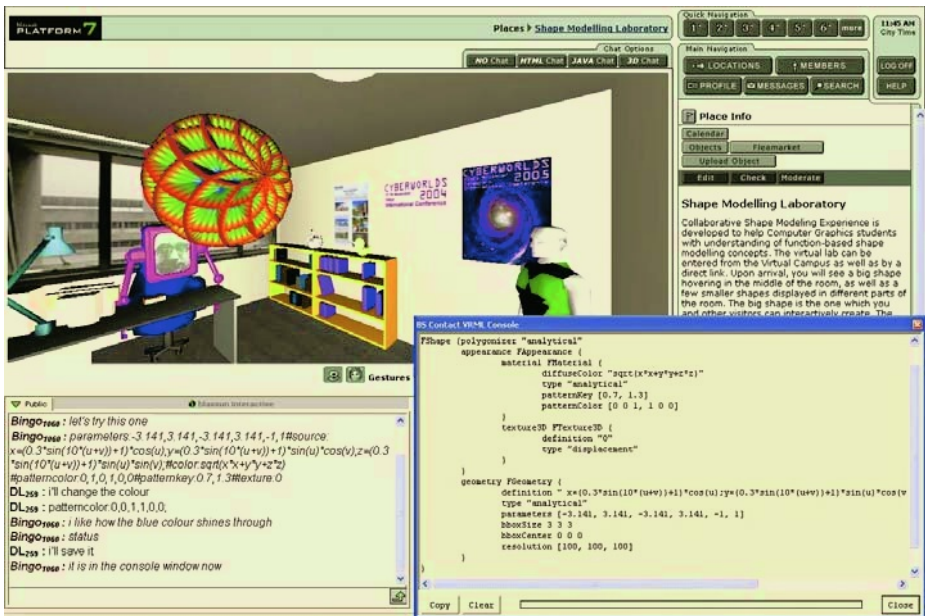 PLATFORM 7
Places ▸ Shape Modelling Laboratory
Chat Options
NO Chat HTML Chat JAVA Chat 3D Chat
Quick Navigation
1* 2* 3* 4* 5* 6* more
11:45 AM
City Time
Main Navigation
LOCATIONS MEMBERS
PROFILE MESSAGES SEARCH
LOG OFF
HELP
Place Info
Calendar
Objects Fleamarket
Upload Object
Edit Check Moderate
Shape Modelling Laboratory
Collaborative Shape Modeling Experience is
developed to help Computer Graphics students
with understanding of function-based shape
modelling concepts. The virtual lab can be
entered from the Virtual Campus as well as by a
direct link. Upon arrival, you will see a big shape
hovering in the middle of the room, as well as a
few smaller shapes displayed in different parts of
the room. The big shape is the one which you
and other visitors can interactively create. The
CYBERWORLDS
2004
International Conference
CYBERWORLDS
2005
Gestures
Public
Bingo1060 : let's try this one
Bingo1060 : parameters:-3.141,3.141,-3.141,3.141,-1,1#source:
x=(0.3*sin(10*(u+v))+1)*cos(u);y=(0.3*sin(10*(u+v))+1)*sin(u)*cos(v);z=(0.3
*sin(10*(u+v))+1)*sin(u)*sin(v);#color:sqrt(x*x+y*y+z*z)
#patterncolor:0,1,0,1,0,0#patternkey:0.7,1.3#texture:0
DL259 : i'll change the colour
DL259 : patterncolor:0,0,1,1,0,0;
Bingo1060 : i like how the blue colour shines through
Bingo1060 : status
DL259 : i'll save it
Bingo1060 : it is in the console window now
BS Contact VRML Console
FShape {polygonizer "analytical"
appearance FAppearance {
material FMaterial {
diffuseColor "sqrt(x*x+y*y+z*z)"
type "analytical"
patternKey [0.7, 1.3]
patternColor [0 0 1, 1 0 0]
}
texture3D FTexture3D {
definition "0"
type "displacement"
}
}
geometry FGeometry {
definition " x=(0.3*sin(10*(u+v))+1)*cos(u);y=(0.3*sin(10*(u+v))+1)*sin(u)*cos(v
type "analytical"
parameters [-3.141, 3.141, -3.141, 3.141, -1, 1]
bboxSize 3 3 3
bboxCenter 0 0 0
resolution [100, 100, 100]
}
}
Copy Clear Close